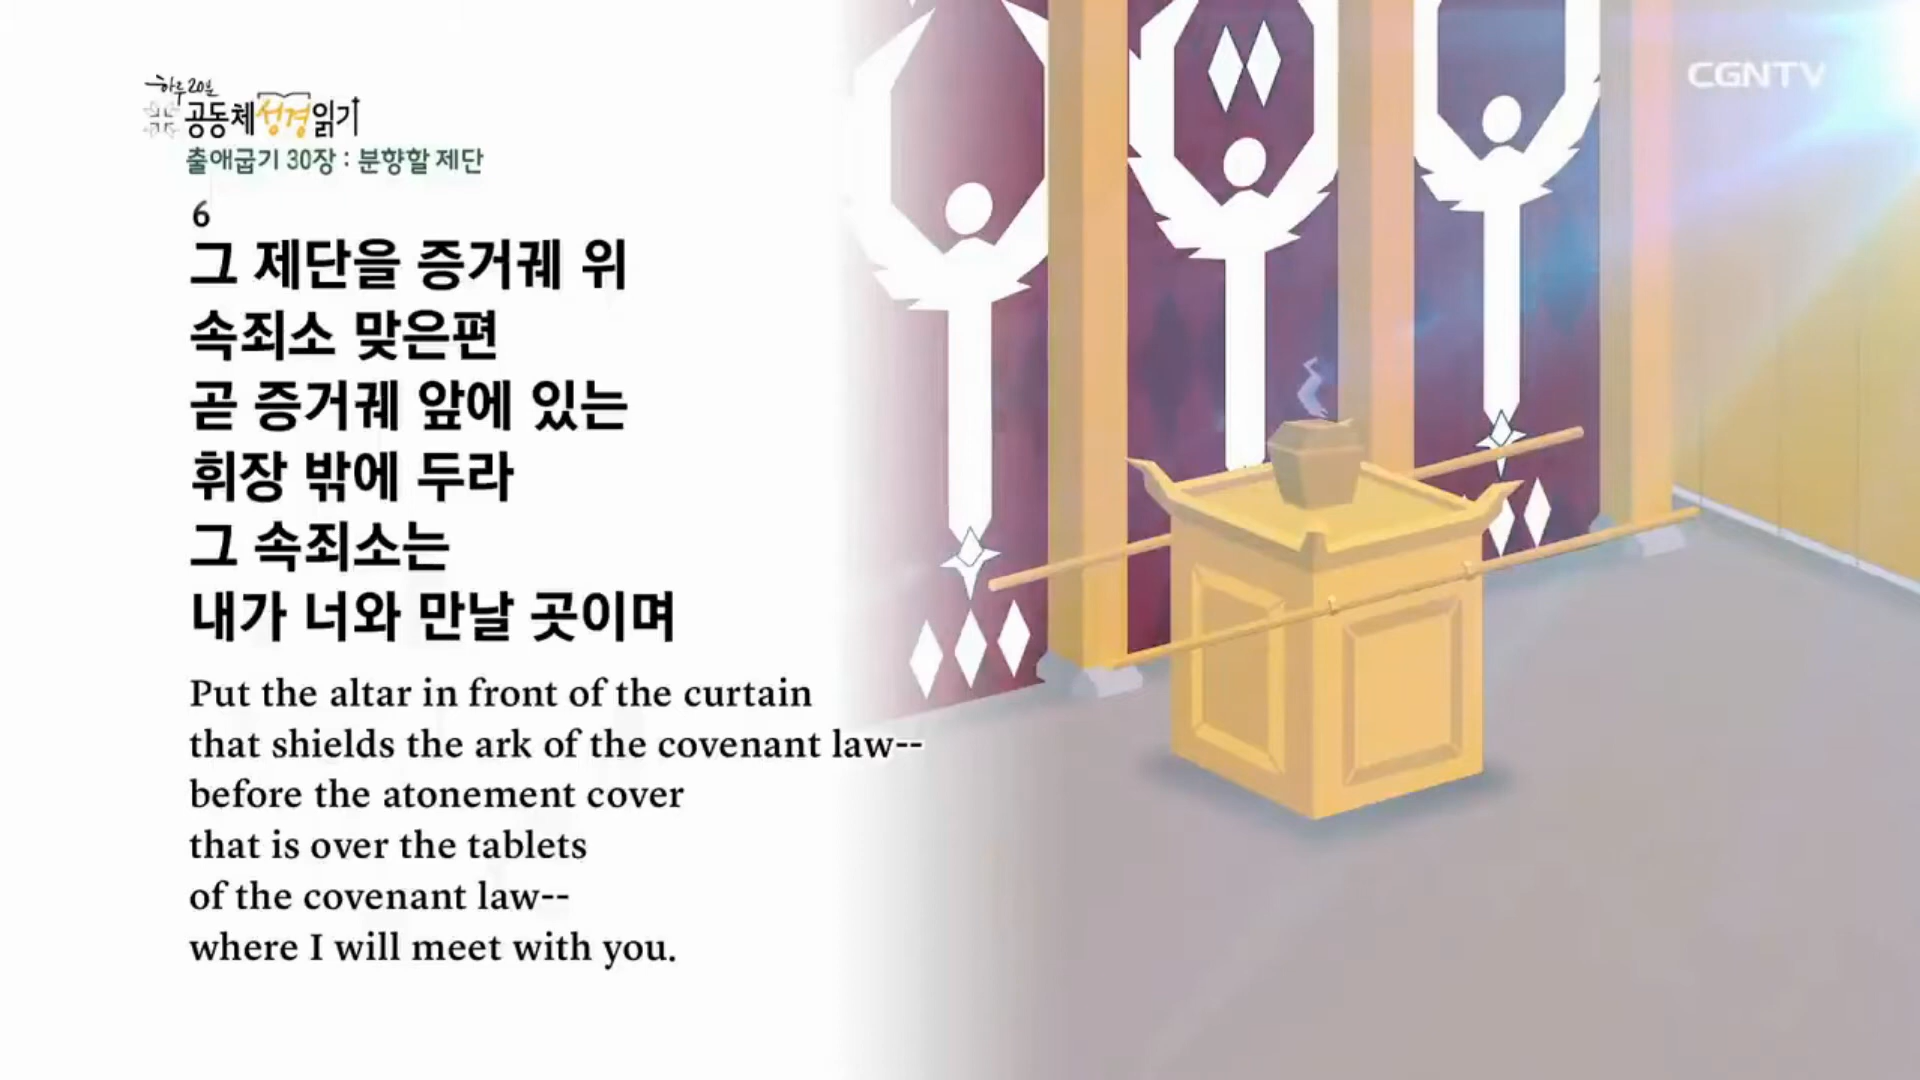 하루 20분
공동체성경읽기
CGNTV
출애굽기 30장 : 분향할 제단
6
그 제단을 증거궤 위
속죄소 맞은편
곧 증거궤 앞에 있는
휘장 밖에 두라
그 속죄소는
내가 너와 만날 곳이며
Put the altar in front of the curtain
that shields the ark of the covenant law--
before the atonement cover
that is over the tablets
of the covenant law--
where I will meet with you.